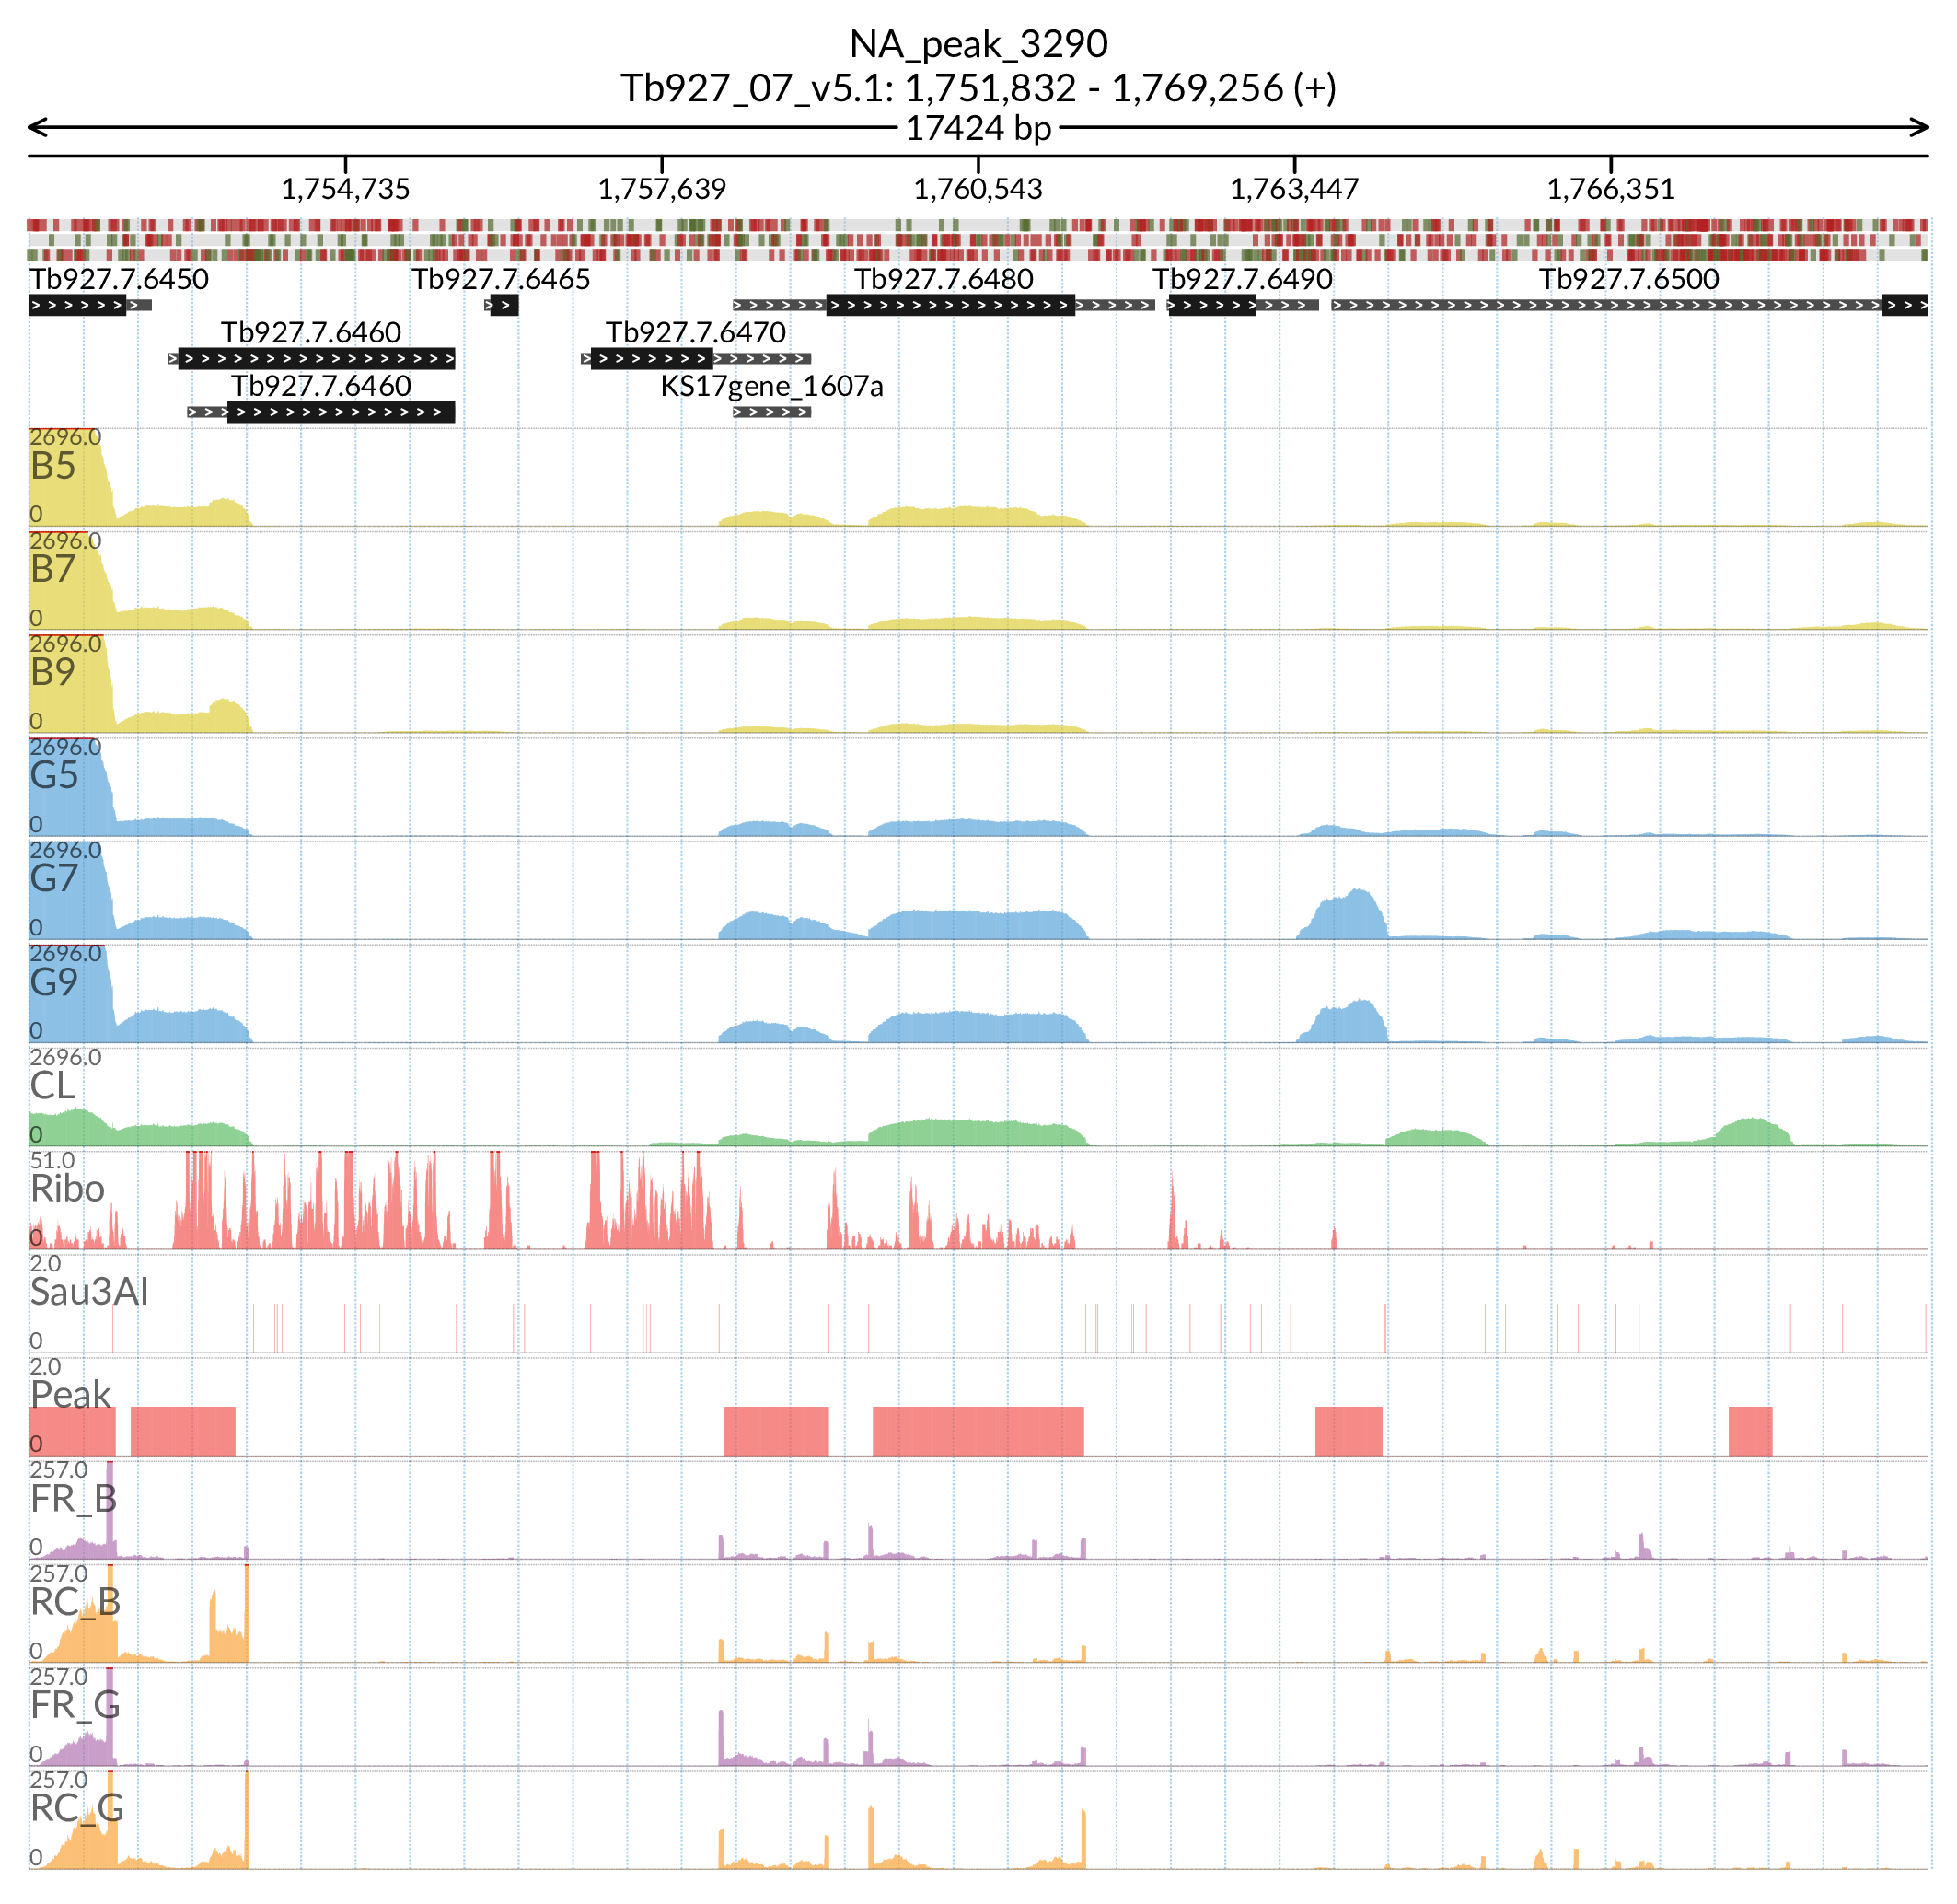 NA_peak_3290
Tb927_07_v5.1: 1,751,832 - 1,769,256 (+)
17424 bp
1,754,735 1,757,639 1,760,543 1,763,447 1,766,351
Tb927.7.6450 Tb927.7.6465 Tb927.7.6480 Tb927.7.6490 Tb927.7.6500
Tb927.7.6460 Tb927.7.6470
Tb927.7.6460 KS17gene_1607a
2696.0
B5
0
2696.0
B7
0
2696.0
B9
0
2696.0
G5
0
2696.0
G7
0
2696.0
G9
0
2696.0
CL
0
51.0
Ribo
0
2.0
Sau3AI
0
2.0
Peak
0
257.0
FR_B
0
257.0
RC_B
0
257.0
FR_G
0
257.0
RC_G
0